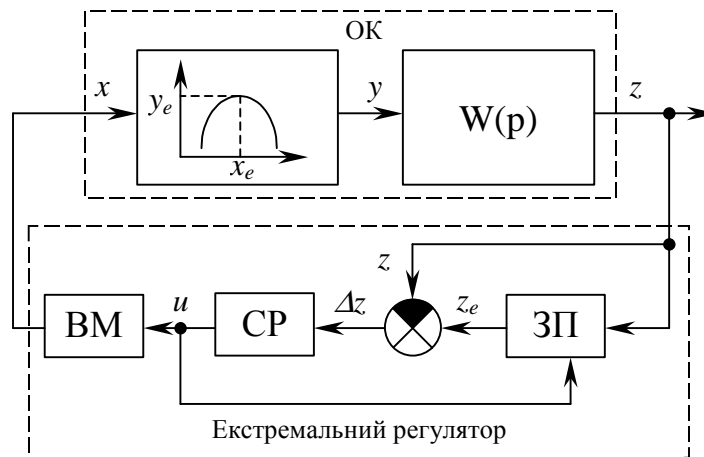 ОК
x
y_e
x_e
y
W(p)
z
z
ВМ
u
СР
Δz
z_e
ЗП
Екстремальний регулятор